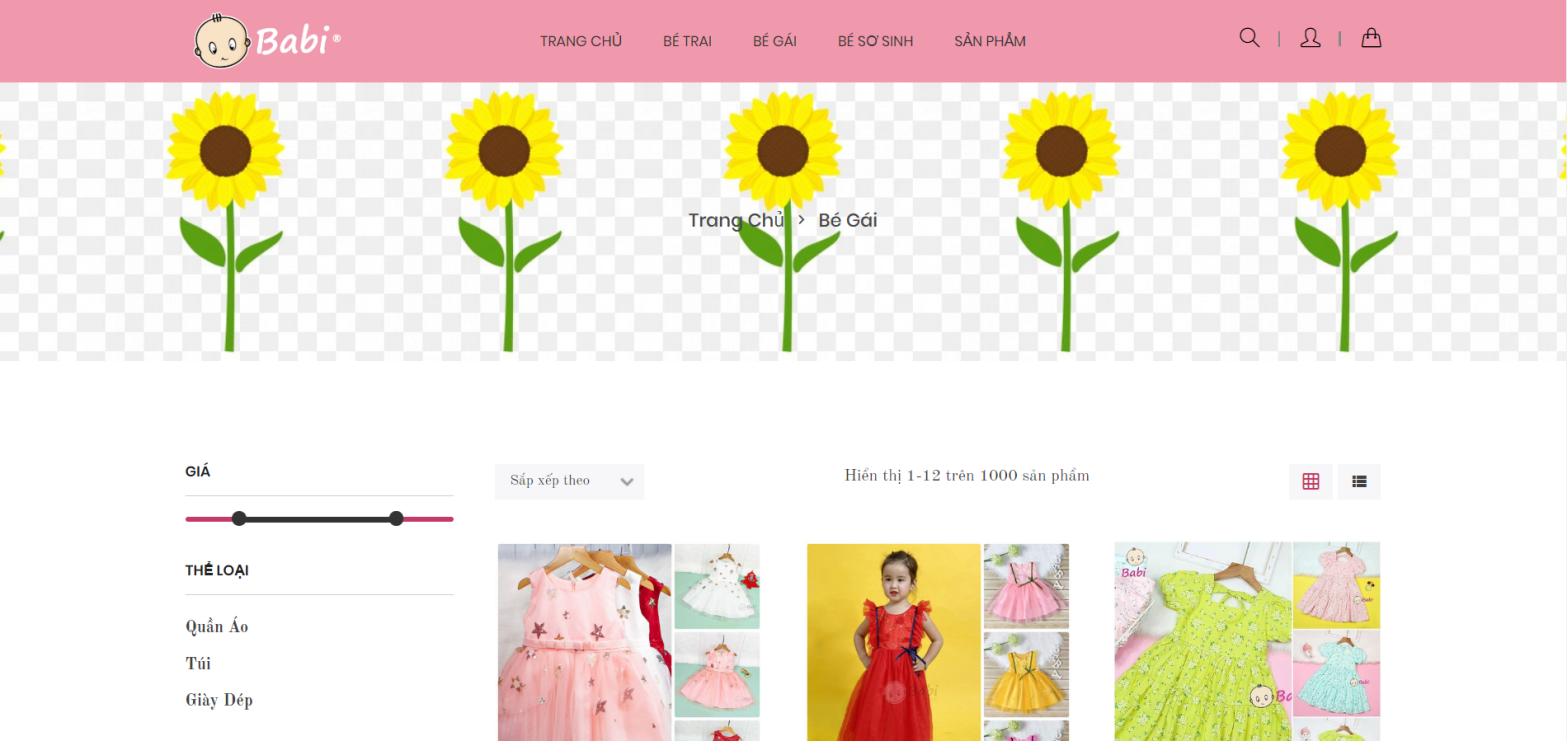 Babi®
TRANG CHỦ BÉ TRAI BÉ GÁI BÉ SƠ SINH SẢN PHẨM
Trang Chủ > Bé Gái
GIÁ
Sắp xếp theo
Hiển thị 1-12 trên 1000 sản phẩm
THỂ LOẠI
Quần Áo
Túi
Giày Dép
Babi
Babi